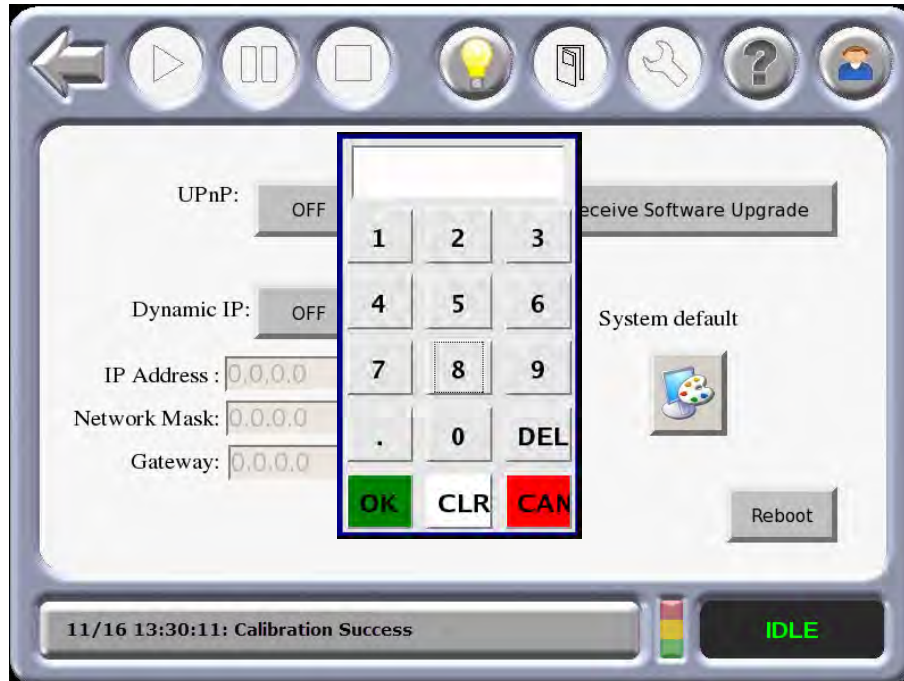 UPnP:
OFF
eceive Software Upgrade
1 2 3
Dynamic IP:
OFF
4 5 6
System default
IP Address : 0.0.0.0
7 8 9
Network Mask: 0.0.0.0
. 0 DEL
Gateway: 0.0.0.0
OK CLR CAN
Reboot
11/16 13:30:11: Calibration Success
IDLE